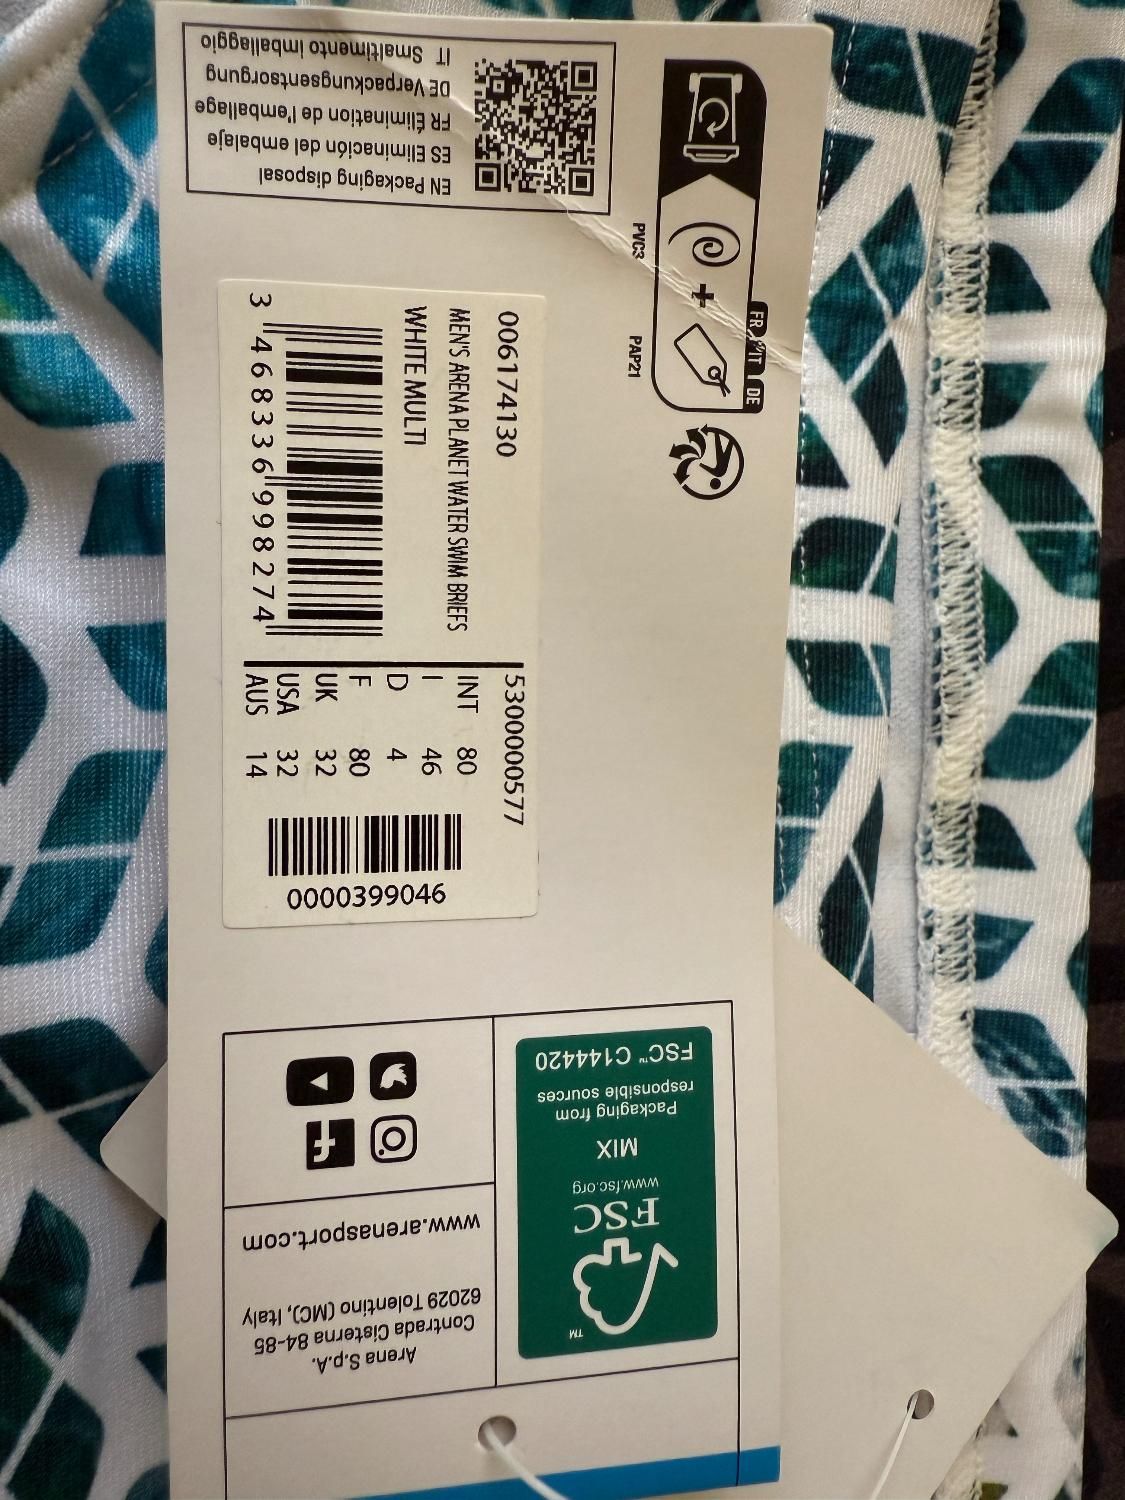 EN Packaging disposal
ES Eliminación del embalaje
FR Élimination de l'emballage
DE Verpackungsentsorgung
IT Smaltimento imballaggio
PVC3
PAP21
FR
IT
DE
006174130
MEN'S ARENA PLANET WATER SWIM BRIEFS
WHITE MULTI
3 468336 998274
5300000577
INT 80
I 46
D 4
F 80
UK 32
USA 32
AUS 14
0000399046
TM
FSC
www.fsc.org
MIX
Packaging from
responsible sources
FSC™ C144420
Arena S.p.A.
Contrada Cisterna 84-85
62029 Tolentino (MC), Italy
www.arenasport.com